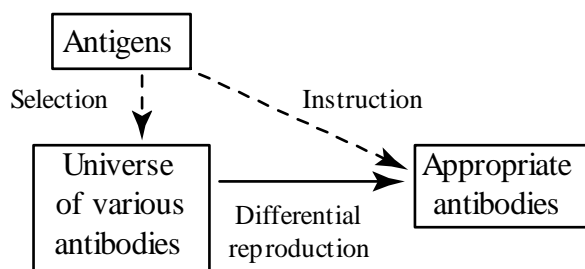 Antigens
Selection
Instruction
Universe
of various
antibodies
Appropriate
antibodies
Differential
reproduction